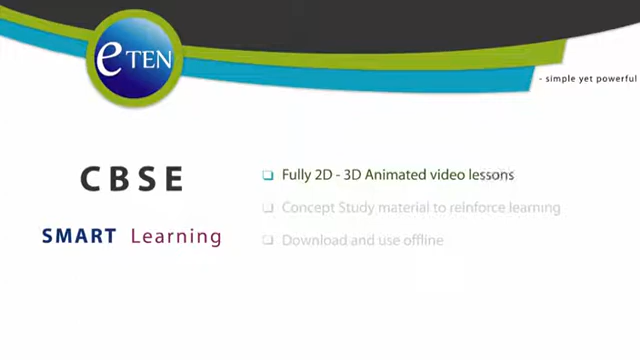 eTEN
- simple yet powerful
CBSE
SMART Learning
Fully 2D - 3D Animated video lessons
Concept Study material to reinforce learning
Download and use offline